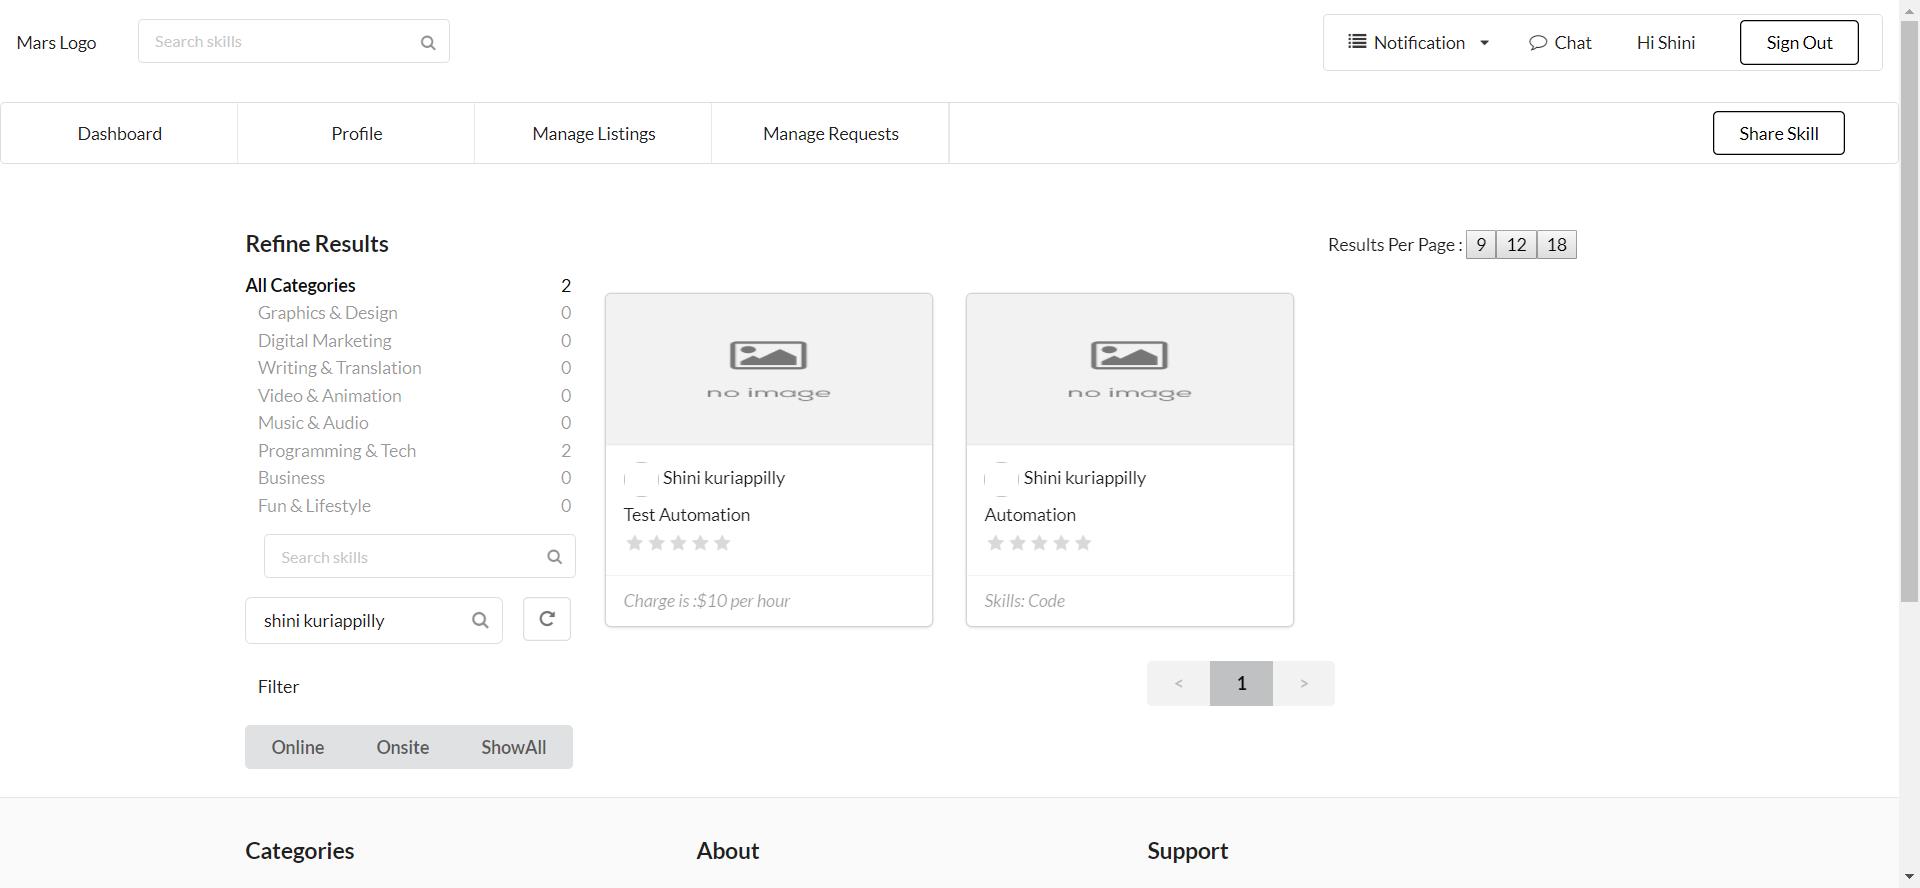 Mars Logo
Search skills
Notification
Chat
Hi Shini
Sign Out
Dashboard
Profile
Manage Listings
Manage Requests
Share Skill
Refine Results
Results Per Page : 9 12 18
All Categories 2
Graphics & Design 0
Digital Marketing 0
Writing & Translation 0
Video & Animation 0
Music & Audio 0
Programming & Tech 2
Business 0
Fun & Lifestyle 0
Search skills
shini kuriappilly
Filter
Online Onsite ShowAll
no image
Shini kuriappilly
Test Automation
Charge is :$10 per hour
no image
Shini kuriappilly
Automation
Skills: Code
< 1 >
Categories
About
Support